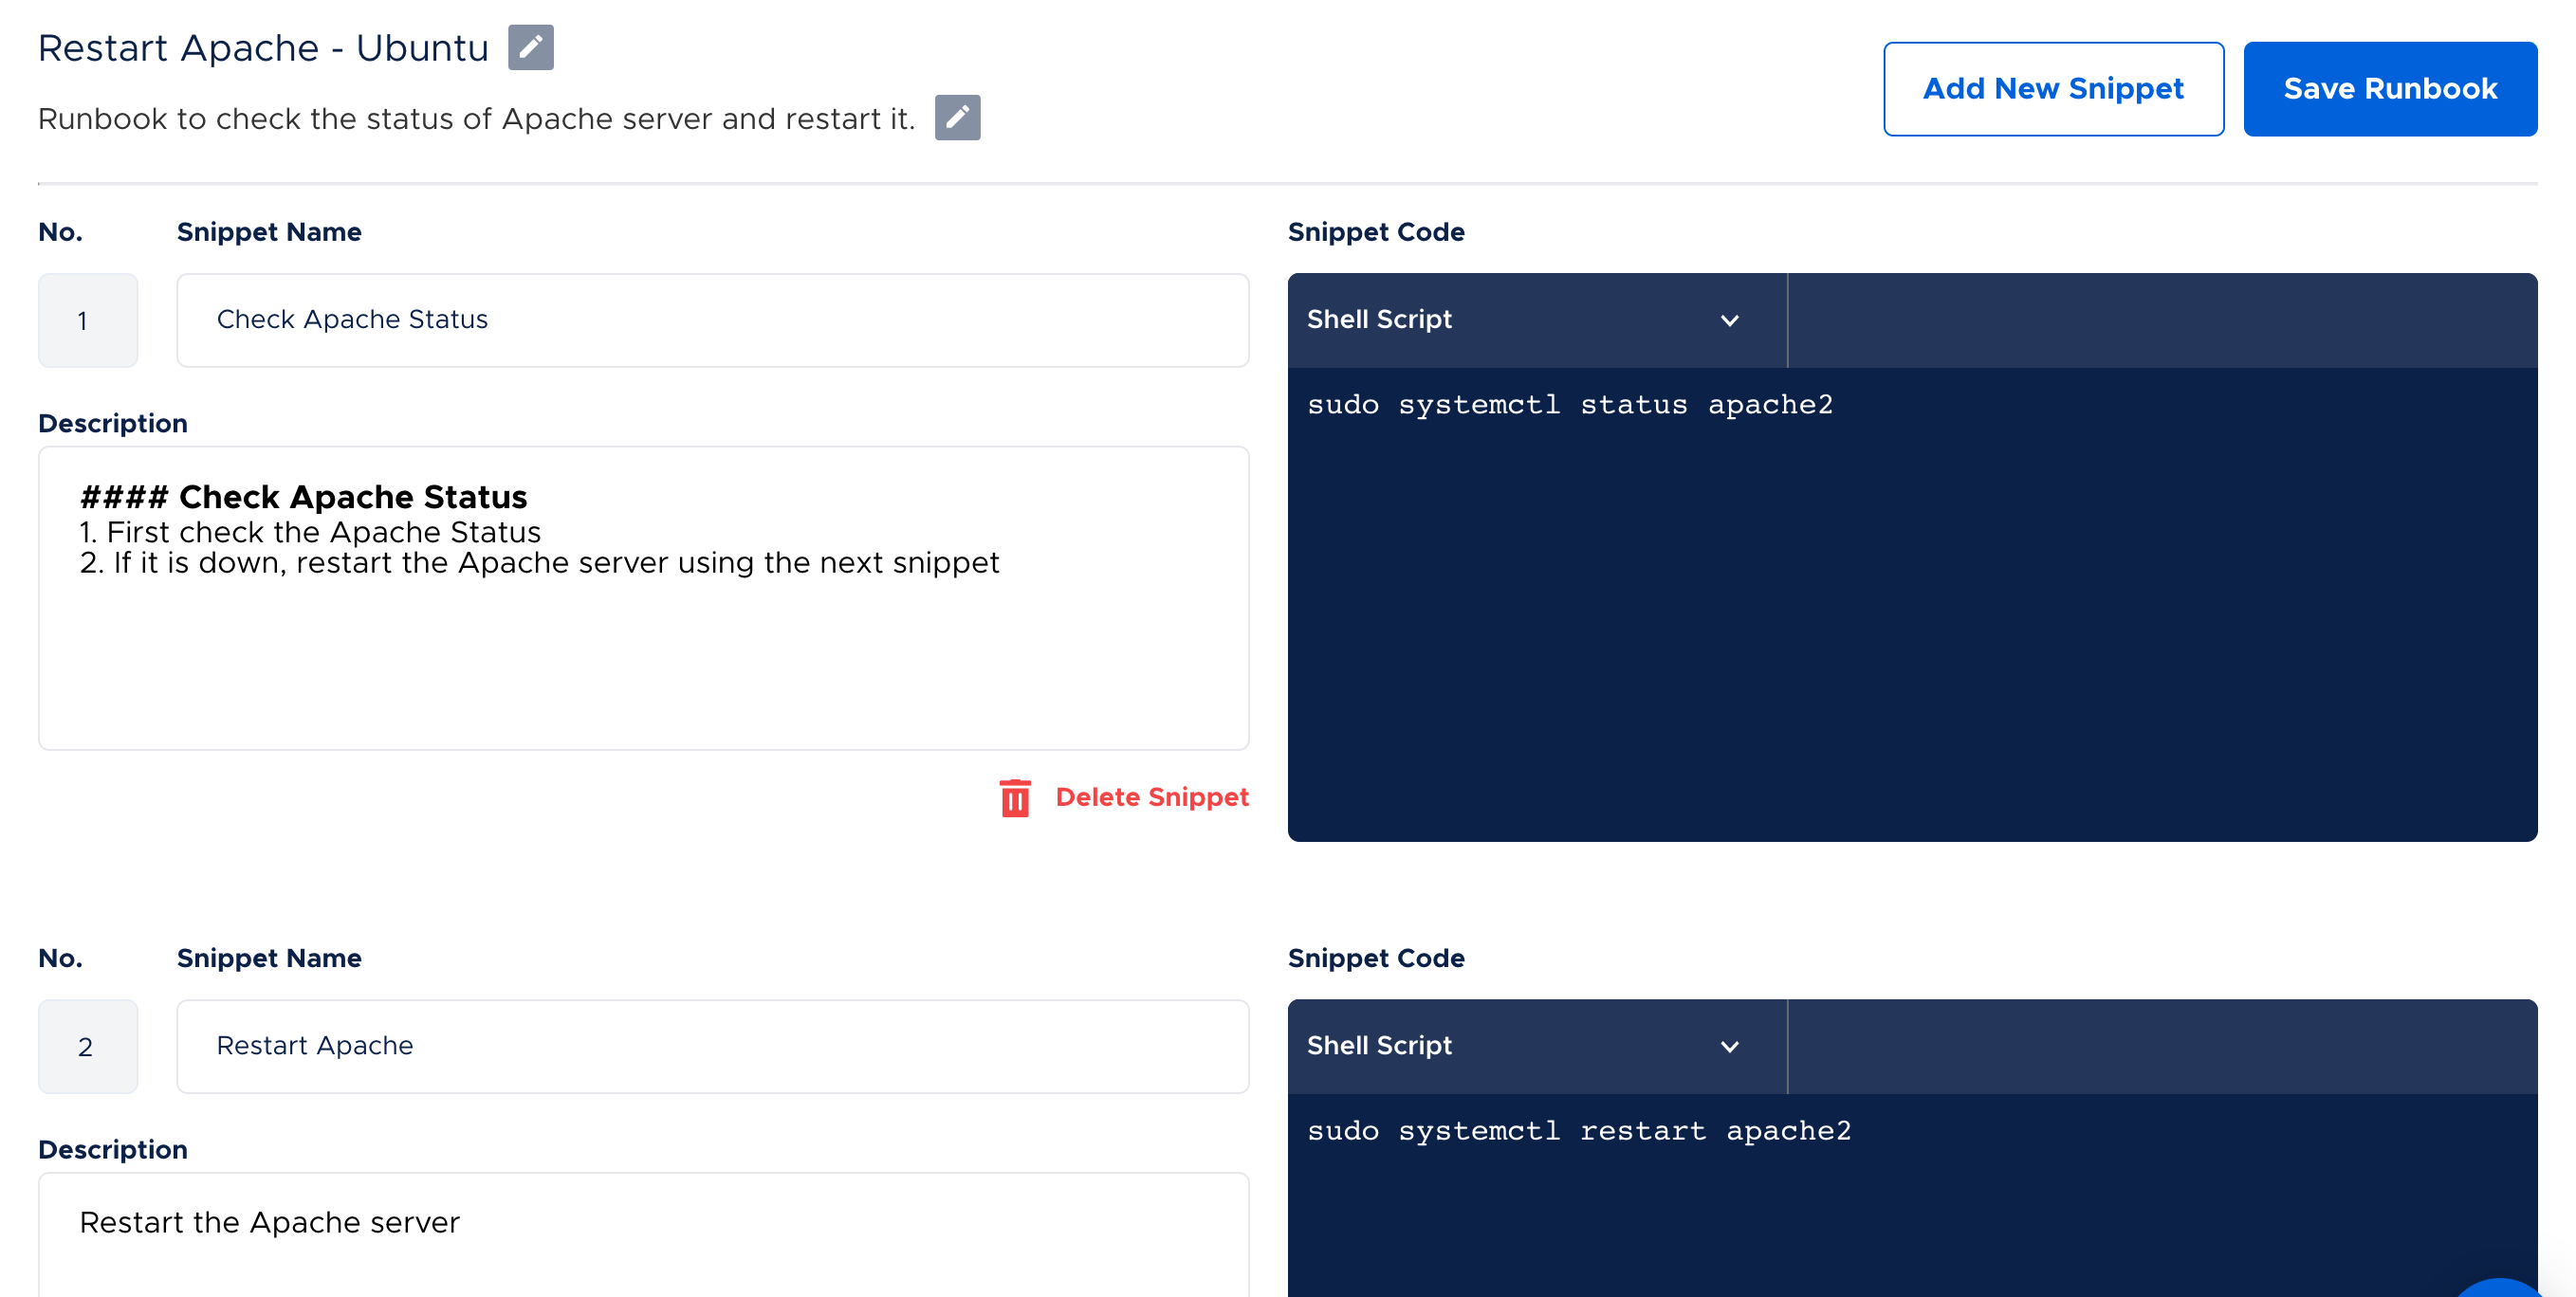 Restart Apache - Ubuntu
Runbook to check the status of Apache server and restart it.
Add New Snippet
Save Runbook
No.
Snippet Name
1
Check Apache Status
Description
#### Check Apache Status
1. First check the Apache Status
2. If it is down, restart the Apache server using the next snippet
Delete Snippet
Snippet Code
Shell Script
sudo systemctl status apache2
No.
Snippet Name
2
Restart Apache
Description
Restart the Apache server
Snippet Code
Shell Script
sudo systemctl restart apache2